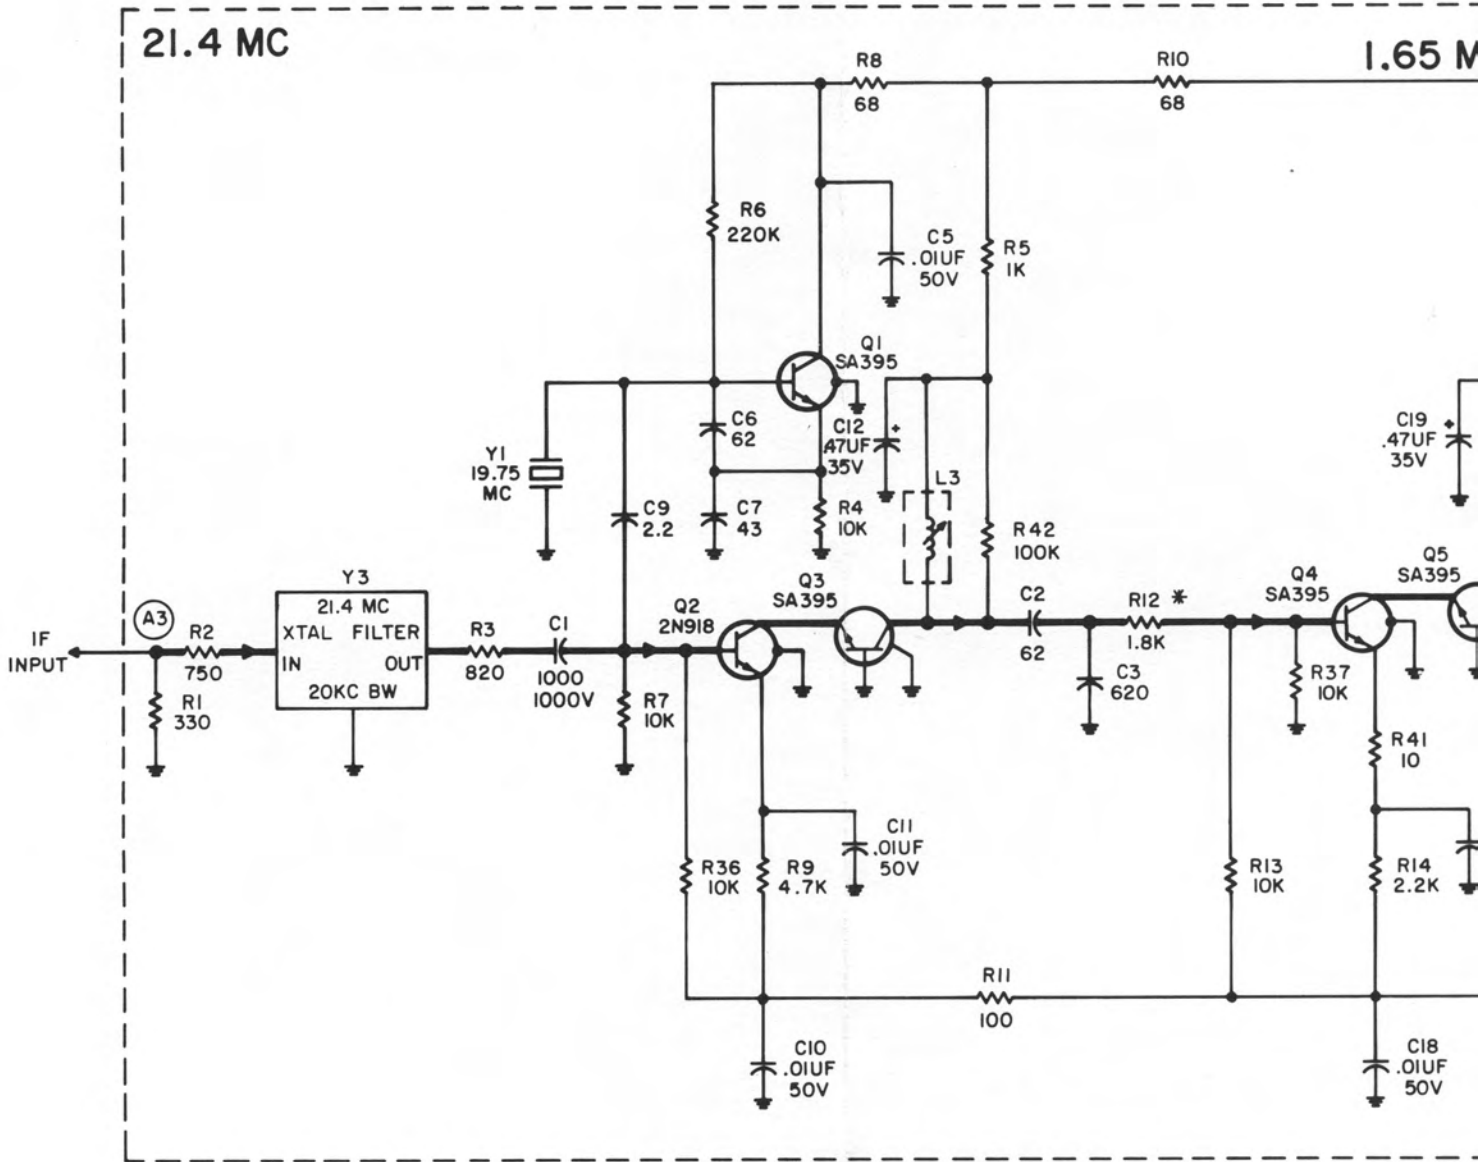 21.4 MC
1.65 M
R8
68
R10
68
R6
220K
C5
.01UF
50V
R5
1K
Q1
SA395
C6
62
C12
.47UF
35V
+
C19
.47UF
35V
+
Y1
19.75
MC
L3
C9
2.2
C7
43
R4
10K
R42
100K
Y3
21.4 MC
XTAL FILTER
IN OUT
20KC BW
A3
IF
INPUT
R2
750
R1
330
R3
820
C1
1000
1000V
R7
10K
Q2
2N918
Q3
SA395
C2
62
C3
620
R12 *
1.8K
Q4
SA395
Q5
SA395
R37
10K
R41
10
R36
10K
R9
4.7K
C11
.01UF
50V
R13
10K
R14
2.2K
R11
100
C10
.01UF
50V
C18
.01UF
50V